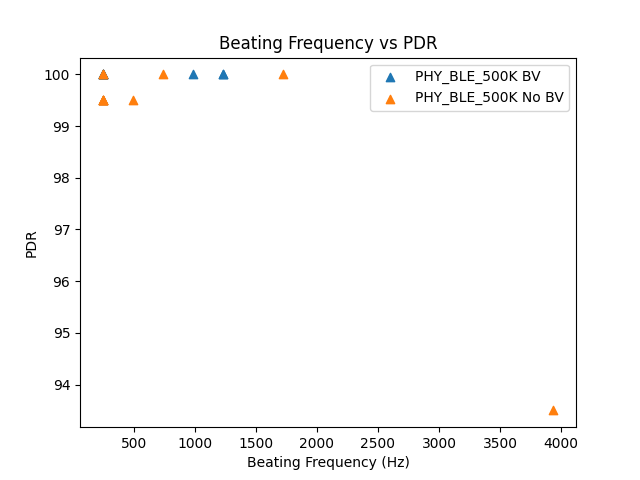 Beating Frequency vs PDR
PHY_BLE_500K BV
PHY_BLE_500K No BV
PDR
100
99
98
97
96
95
94
500 1000 1500 2000 2500 3000 3500 4000
Beating Frequency (Hz)